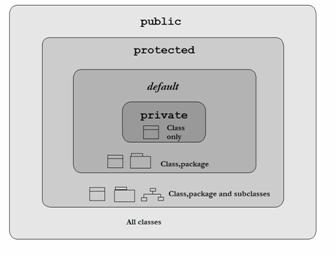 public
protected
default
private
Class
only
Class,package
Class,package and subclasses
All classes